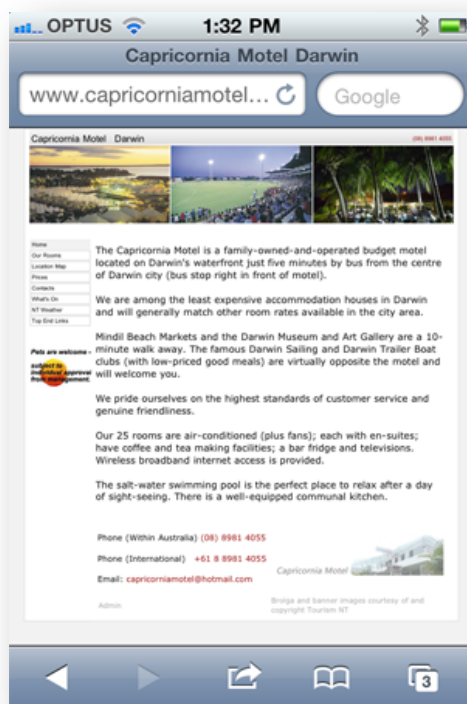 OPTUS 1:32 PM
Capricornia Motel Darwin
www.capricorniamotel... Google
Capricornia Motel Darwin (08) 8981 4055
Home
Our Rooms
Location Map
Prices
Contacts
What's On
NT Weather
Top End Links
Pets are welcome -
subject to
individual approval
from management.
The Capricornia Motel is a family-owned-and-operated budget motel
located on Darwin's waterfront just five minutes by bus from the centre
of Darwin city (bus stop right in front of motel).
We are among the least expensive accommodation houses in Darwin
and will generally match other room rates available in the city area.
Mindil Beach Markets and the Darwin Museum and Art Gallery are a 10-
minute walk away. The famous Darwin Sailing and Darwin Trailer Boat
clubs (with low-priced good meals) are virtually opposite the motel and
will welcome you.
We pride ourselves on the highest standards of customer service and
genuine friendliness.
Our 25 rooms are air-conditioned (plus fans); each with en-suites;
have coffee and tea making facilities; a bar fridge and televisions.
Wireless broadband internet access is provided.
The salt-water swimming pool is the perfect place to relax after a day
of sight-seeing. There is a well-equipped communal kitchen.
Phone (Within Australia) (08) 8981 4055
Phone (International) +61 8 8981 4055
Email: capricorniamotel@hotmail.com
Capricornia Motel
Admin
Brolga and banner images courtesy of and
copyright Tourism NT
3